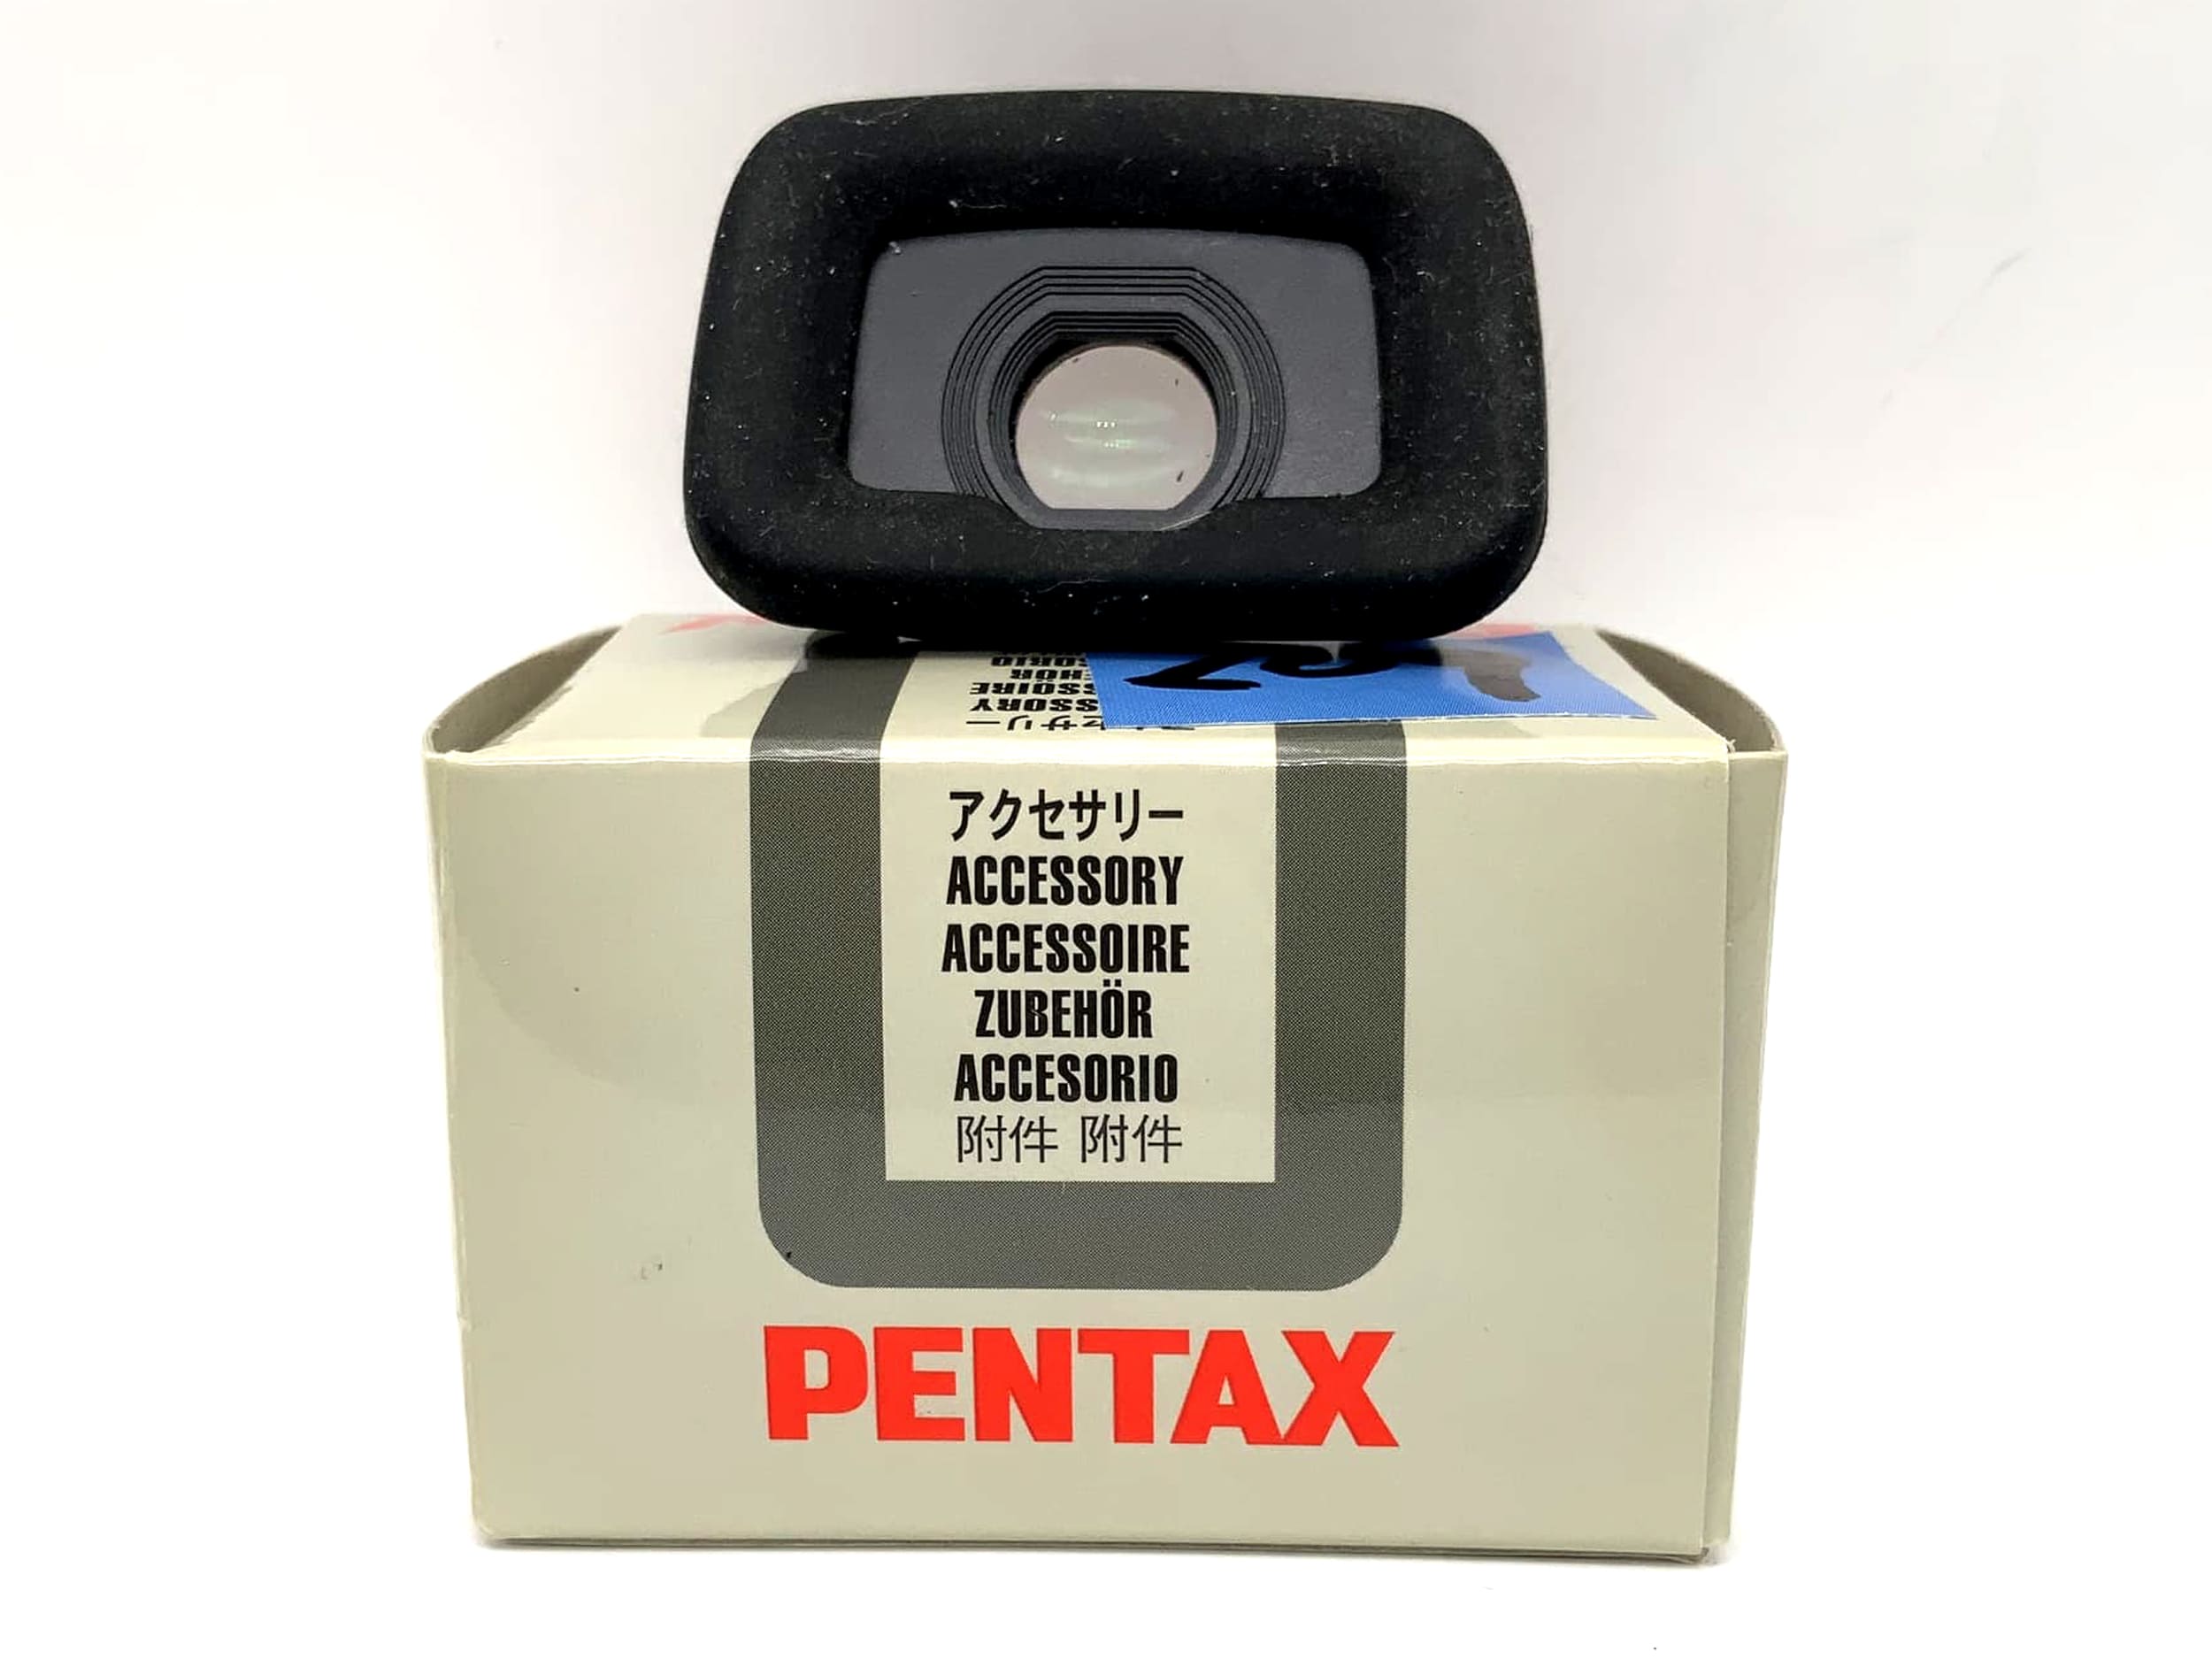 アクセサリー
ACCESSORY
ACCESSOIRE
ZUBEHÖR
ACCESORIO
附件 附件
PENTAX